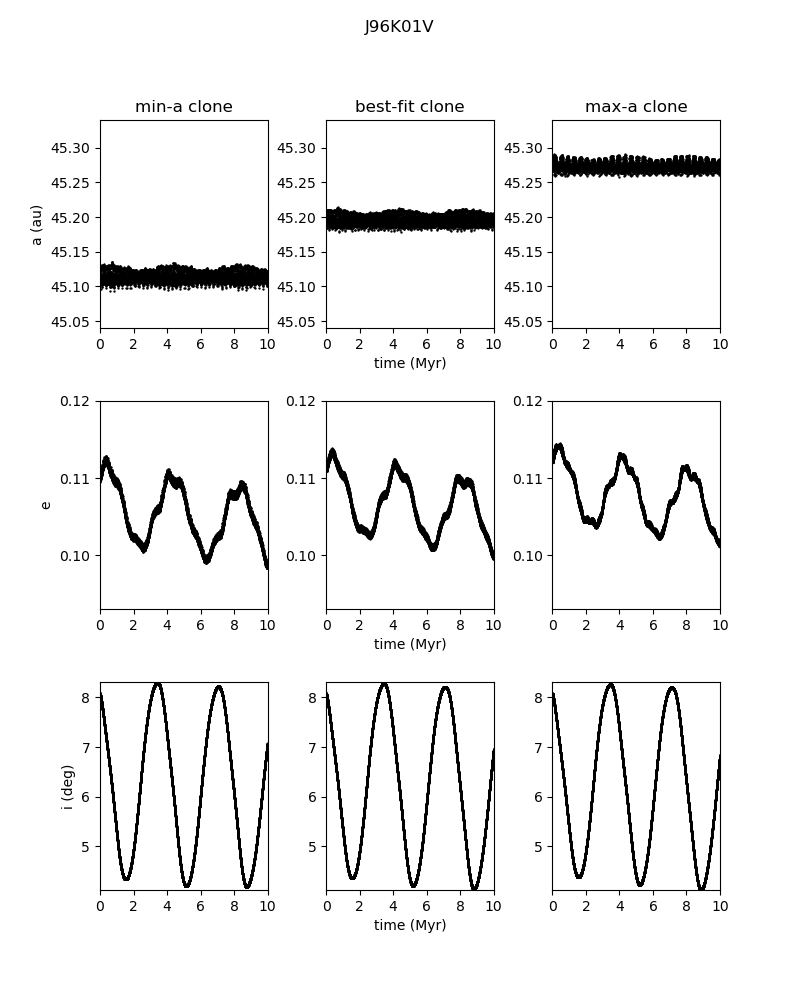 J96K01V
min-a clone best-fit clone max-a clone
45.30 45.30 45.30
45.25 45.25 45.25
45.20 45.20 45.20
a (au)
45.15 45.15 45.15
45.10 45.10 45.10
45.05 45.05 45.05
0 2 4 6 8 10 0 2 4 6 8 10 0 2 4 6 8 10
time (Myr)
0.12 0.12 0.12
0.11 0.11 0.11
e
0.10 0.10 0.10
0 2 4 6 8 10 0 2 4 6 8 10 0 2 4 6 8 10
time (Myr)
8 8 8
7 7 7
i (deg)
6 6 6
5 5 5
0 2 4 6 8 10 0 2 4 6 8 10 0 2 4 6 8 10
time (Myr)